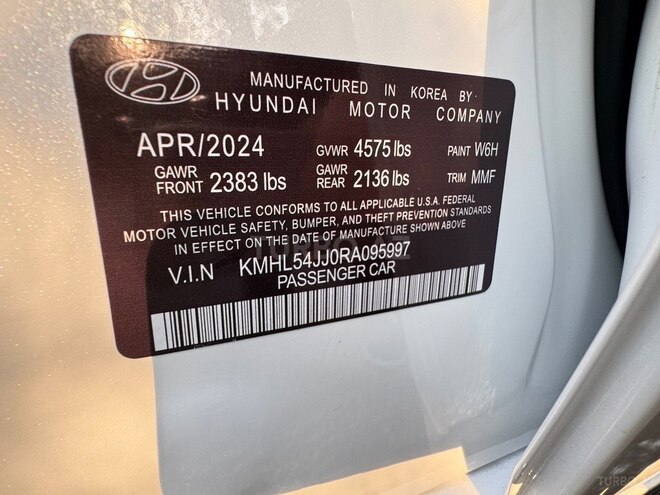 MANUFACTURED IN KOREA BY:
HYUNDAI MOTOR COMPANY
APR/2024 GVWR 4575 lbs PAINT W6H
GAWR FRONT 2383 lbs GAWR REAR 2136 lbs TRIM MMF
THIS VEHICLE CONFORMS TO ALL APPLICABLE U.S.A. FEDERAL
MOTOR VEHICLE SAFETY, BUMPER, AND THEFT PREVENTION STANDARDS
IN EFFECT ON THE DATE OF MANUFACTURE SHOWN ABOVE.
V.I.N KMHL54JJ0RA095997
PASSENGER CAR